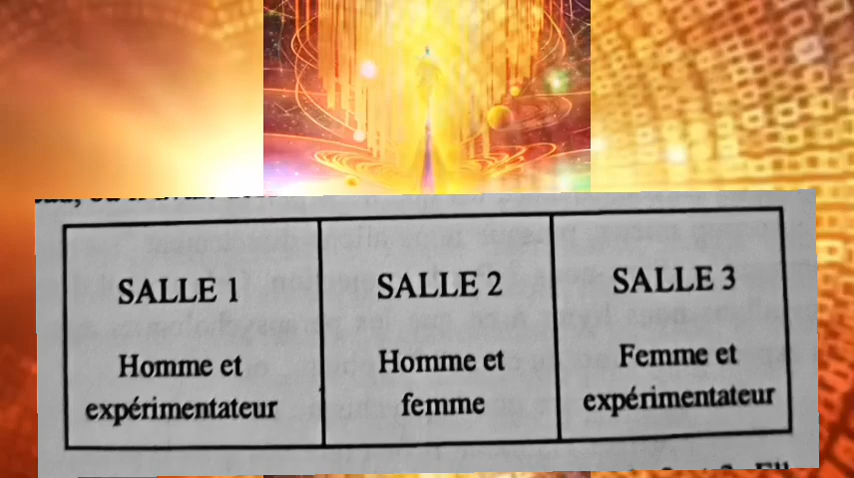 SALLE 1
Homme et
expérimentateur
SALLE 2
Homme et
femme
SALLE 3
Femme et
expérimentateur